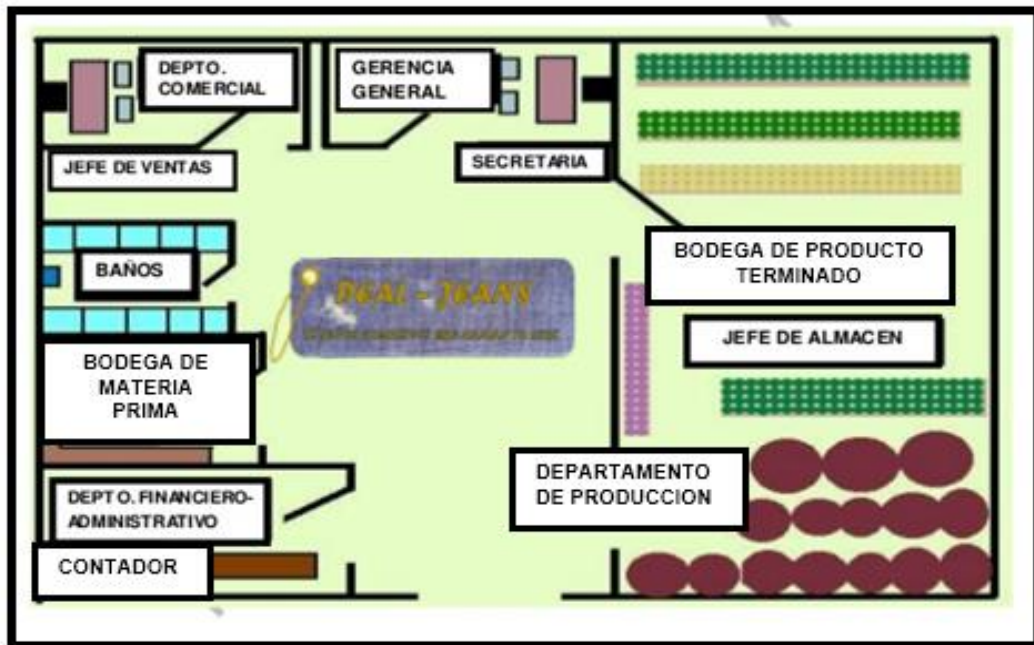 DEPTO.
COMERCIAL
GERENCIA
GENERAL
JEFE DE VENTAS
SECRETARIA
BODEGA DE PRODUCTO
TERMINADO
BAÑOS
JEFE DE ALMACEN
BODEGA DE
MATERIA
PRIMA
DEPARTAMENTO
DE PRODUCCION
DEPTO. FINANCIERO-
ADMINISTRATIVO
CONTADOR